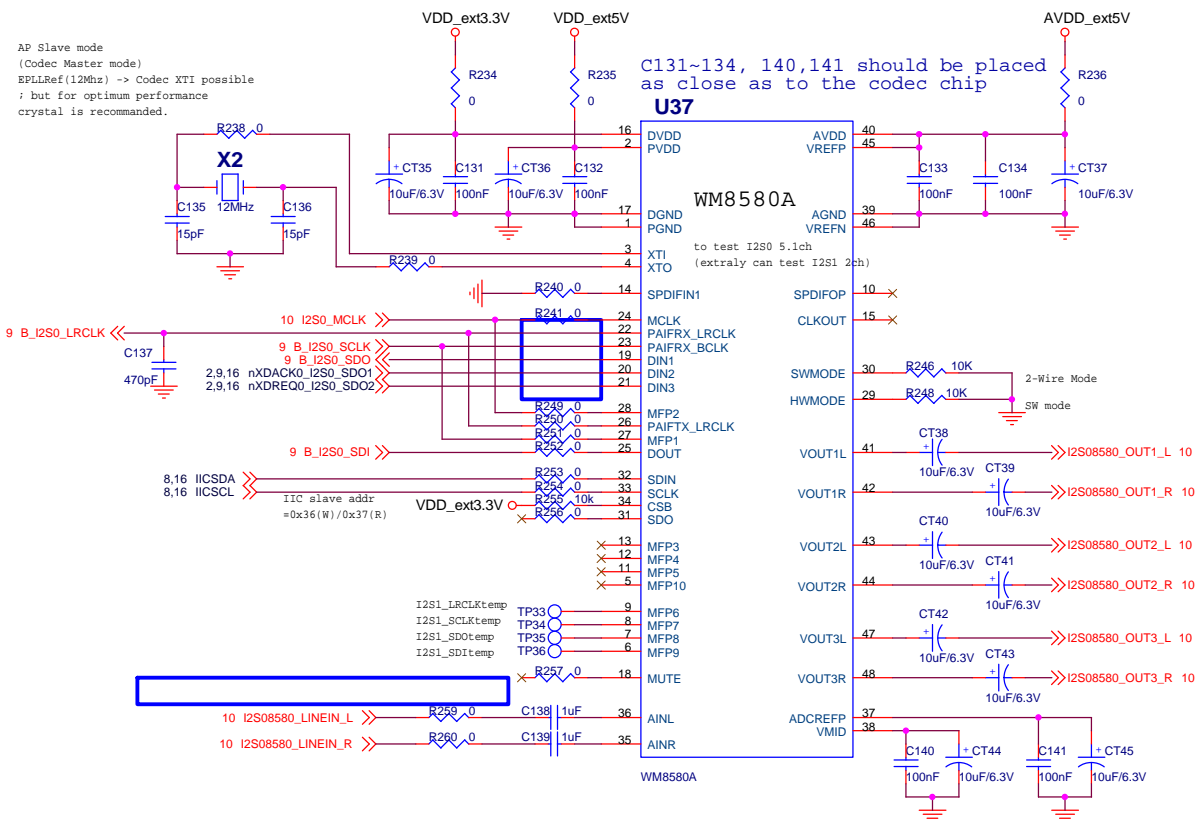 VDD_ext3.3V
VDD_ext5V
AVDD_ext5V
AP Slave mode
(Codec Master mode)
EPLLRef(12Mhz) -> Codec XTI possible
; but for optimum performance
crystal is recommanded.
R234
0
R235
0
R236
0
C131~134, 140,141 should be placed
as close as to the codec chip
U37
R238 0
X2
12MHz
C135
15pF
C136
15pF
R239 0
CT35
10uF/6.3V
C131
100nF
CT36
10uF/6.3V
C132
100nF
C133
100nF
C134
100nF
CT37
10uF/6.3V
WM8580A
to test I2S0 5.1ch
(extraly can test I2S1 2ch)
16 DVDD
2 PVDD
17 DGND
1 PGND
3 XTI
4 XTO
14 SPDIFIN1
24 MCLK
22 PAIFRX_LRCLK
23 PAIFRX_BCLK
19 DIN1
20 DIN2
21 DIN3
28 MFP2
26 PAIFTX_LRCLK
27 MFP1
25 DOUT
32 SDIN
33 SCLK
34 CSB
31 SDO
13 MFP3
12 MFP4
11 MFP5
5 MFP10
9 MFP6
8 MFP7
7 MFP8
6 MFP9
18 MUTE
36 AINL
35 AINR
AVDD 40
VREFP 45
AGND 39
VREFN 46
SPDIFOP 10
CLKOUT 15
SWMODE 30
HWMODE 29
VOUT1L 41
VOUT1R 42
VOUT2L 43
VOUT2R 44
VOUT3L 47
VOUT3R 48
ADCREFP 37
VMID 38
WM8580A
R240 0
R241 0
10 I2S0_MCLK
9 B_I2S0_LRCLK
C137
470pF
9 B_I2S0_SCLK
9 B_I2S0_SDO
2,9,16 nXDACK0_I2S0_SDO1
2,9,16 nXDREQ0_I2S0_SDO2
R249 0
R250 0
R251 0
R252 0
9 B_I2S0_SDI
8,16 IICSDA
8,16 IICSCL
R253 0
R254 0
R255 10k
R256 0
IIC slave addr
=0x36(W)/0x37(R)
VDD_ext3.3V
I2S1_LRCLKtemp TP33
I2S1_SCLKtemp TP34
I2S1_SDOtemp TP35
I2S1_SDItemp TP36
R257 0
10 I2S08580_LINEIN_L
R259 0
C138 1uF
10 I2S08580_LINEIN_R
R260 0
C139 1uF
R246 10K
2-Wire Mode
R248 10K
SW mode
CT38
10uF/6.3V
I2S08580_OUT1_L 10
CT39
10uF/6.3V
I2S08580_OUT1_R 10
CT40
10uF/6.3V
I2S08580_OUT2_L 10
CT41
10uF/6.3V
I2S08580_OUT2_R 10
CT42
10uF/6.3V
I2S08580_OUT3_L 10
CT43
10uF/6.3V
I2S08580_OUT3_R 10
C140
100nF
CT44
10uF/6.3V
C141
100nF
CT45
10uF/6.3V